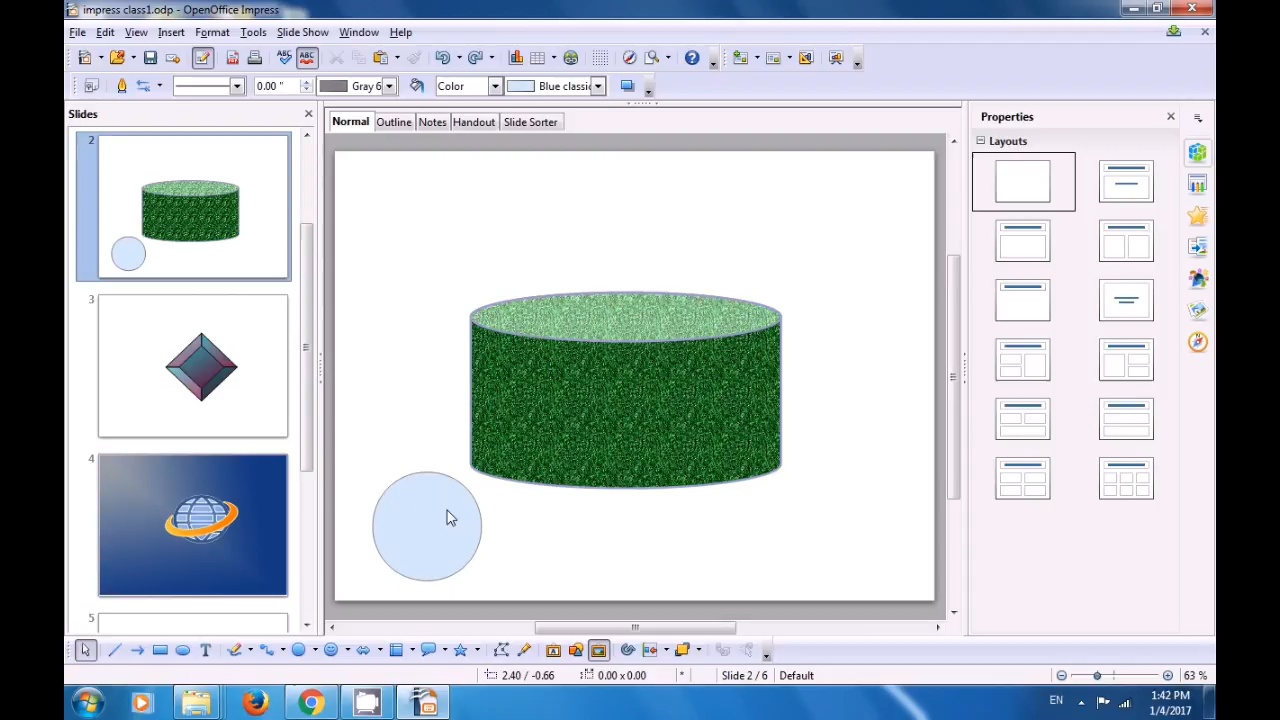 impress class1.odp - OpenOffice Impress
File Edit View Insert Format Tools Slide Show Window Help
0.00 " Gray 6 Color Blue classic
Slides
Normal Outline Notes Handout Slide Sorter
Properties
Layouts
2
3
4
5
2.40 / -0.66 0.00 x 0.00 * Slide 2 / 6 Default 63 %
EN 1:42 PM
1/4/2017